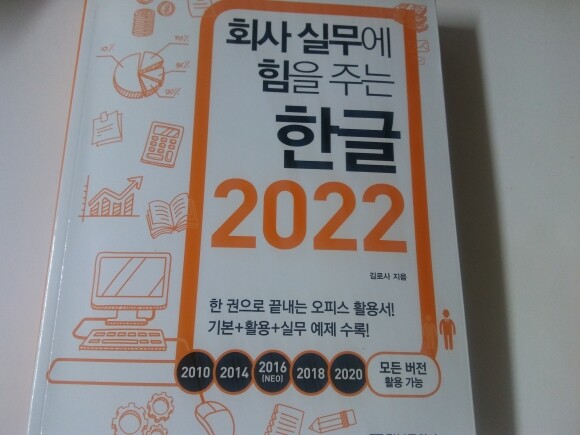 회사 실무에
힘을 주는
한글
2022
김로사 지음
한 권으로 끝내는 오피스 활용서!
기본+활용+실무 예제 수록!
2010
2014
2016
(NEO)
2018
2020
모든 버전
활용 가능